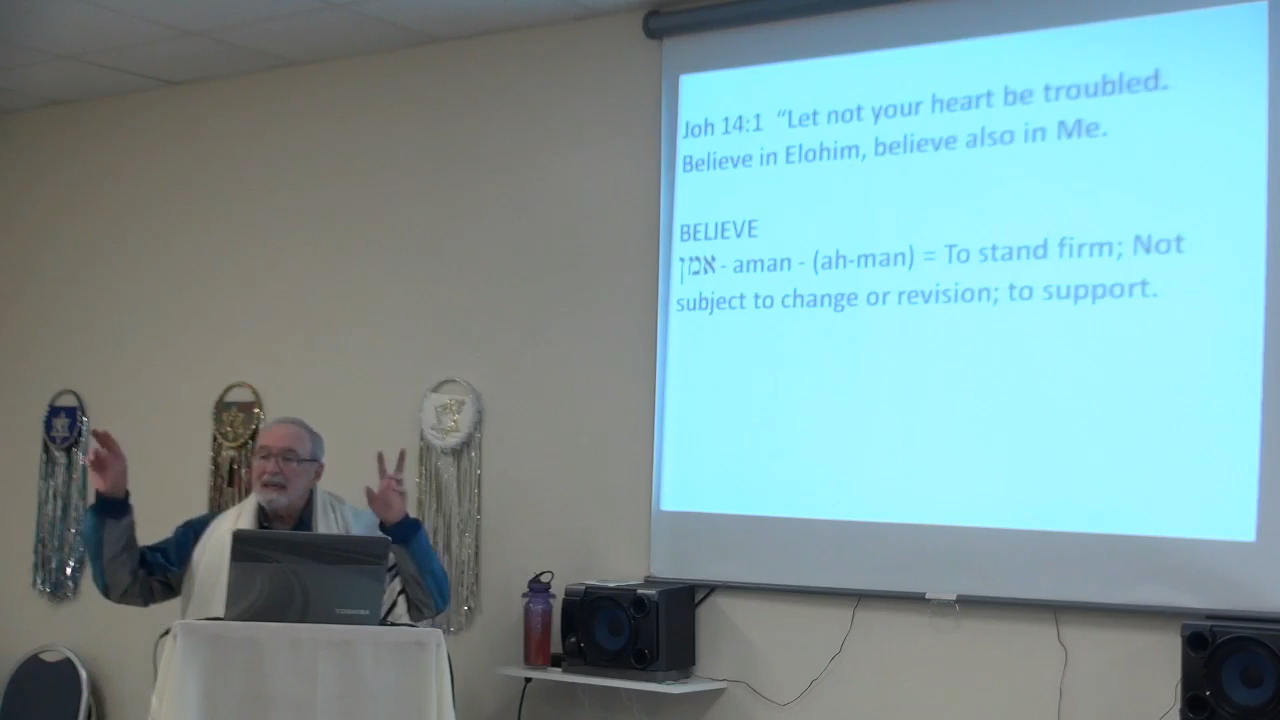 Joh 14:1 “Let not your heart be troubled.
Believe in Elohim, believe also in Me.
BELIEVE
אמן - aman - (ah-man) = To stand firm; Not
subject to change or revision; to support.
TOSHIBA